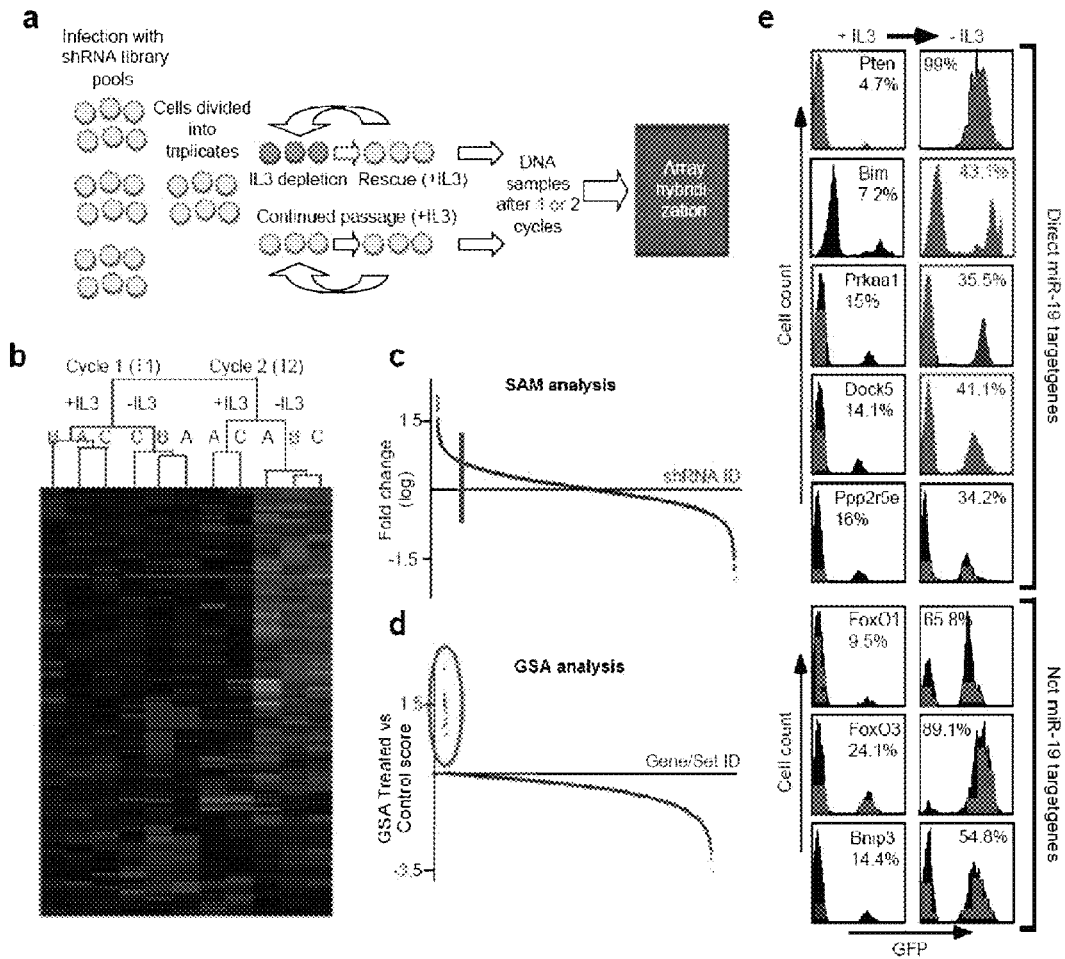 a
Infection with
shRNA library
pools
Cells divided
into
triplicates
IL3 depletion Rescue (+IL3)
Continued passage (+IL3)
DNA
samples
after 1 or 2
cycles
Array
hybridi-
zation
b
Cycle 1 (T1) Cycle 2 (T2)
+IL3 -IL3 +IL3 -IL3
B A C C B A A C A B C
c
SAM analysis
1.5
Fold change
(log)
shRNA ID
-1.5
d
GSA analysis
1.5
GSA Treated vs
Control score
Gene/Set ID
-3.5
e
+ IL3 - IL3
Pten
4.7%
99%
Bim
7.2%
43.1%
Prkaa1
15%
35.5%
Dock5
14.1%
41.1%
Ppp2r5e
16%
34.2%
Cell count
Direct miR-19 targetgenes
FoxO1
9.5%
65.8%
FoxO3
24.1%
89.1%
Bnip3
14.4%
54.8%
Cell count
Not miR-19 targetgenes
GFP